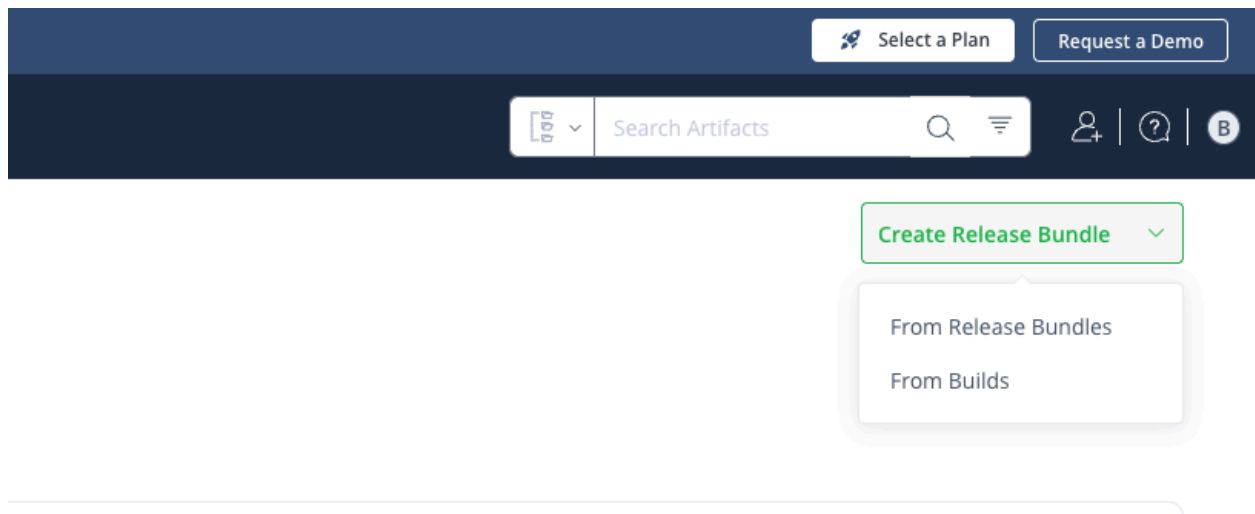 Select a Plan
Request a Demo
Search Artifacts
B
Create Release Bundle
From Release Bundles
From Builds